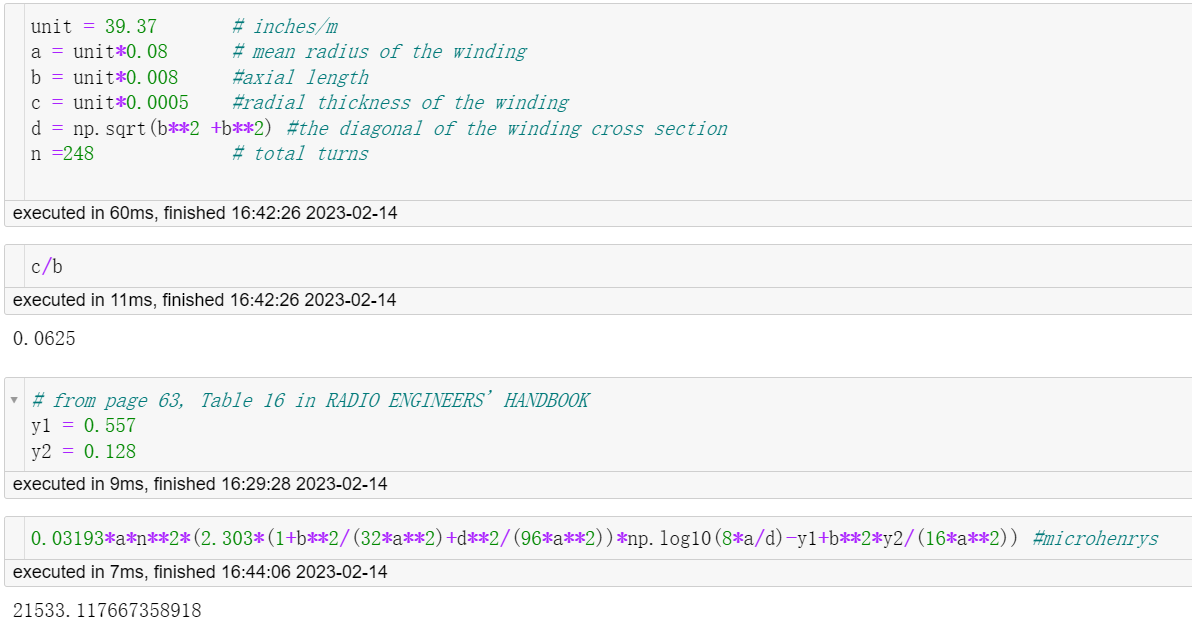 unit = 39.37       # inches/m
a = unit*0.08      # mean radius of the winding
b = unit*0.008     #axial length
c = unit*0.0005    #radial thickness of the winding
d = np.sqrt(b**2 +b**2) #the diagonal of the winding cross section
n =248             # total turns
executed in 60ms, finished 16:42:26 2023-02-14
c/b
executed in 11ms, finished 16:42:26 2023-02-14
0.0625
# from page 63, Table 16 in RADIO ENGINEERS’ HANDBOOK
y1 = 0.557
y2 = 0.128
executed in 9ms, finished 16:29:28 2023-02-14
0.03193*a*n**2*(2.303*(1+b**2/(32*a**2)+d**2/(96*a**2))*np.log10(8*a/d)-y1+b**2*y2/(16*a**2)) #microhenrys
executed in 7ms, finished 16:44:06 2023-02-14
21533.117667358918